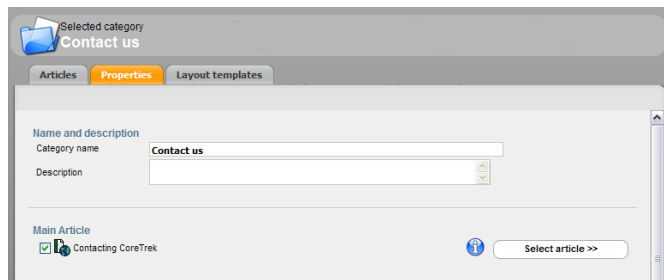 Selected category
Contact us
Articles Properties Layout templates
Name and description
Category name Contact us
Description
Main Article
Contacting CoreTrek Select article >>